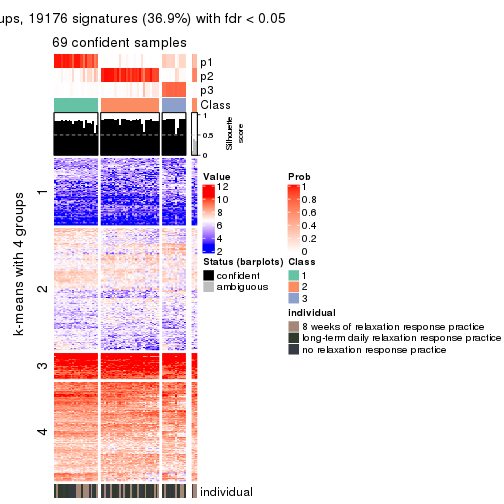 ups, 19176 signatures (36.9%) with fdr < 0.05
69 confident samples
p1
p2
p3
Class
1
0.5
0
Silhouette
score
k-means with 4 groups
1
2
3
4
individual
Value
12
10
8
6
4
2
Status (barplots)
confident
ambiguous
Prob
1
0.8
0.6
0.4
0.2
0
Class
1
2
3
individual
8 weeks of relaxation response practice
long-term daily relaxation response practice
no relaxation response practice